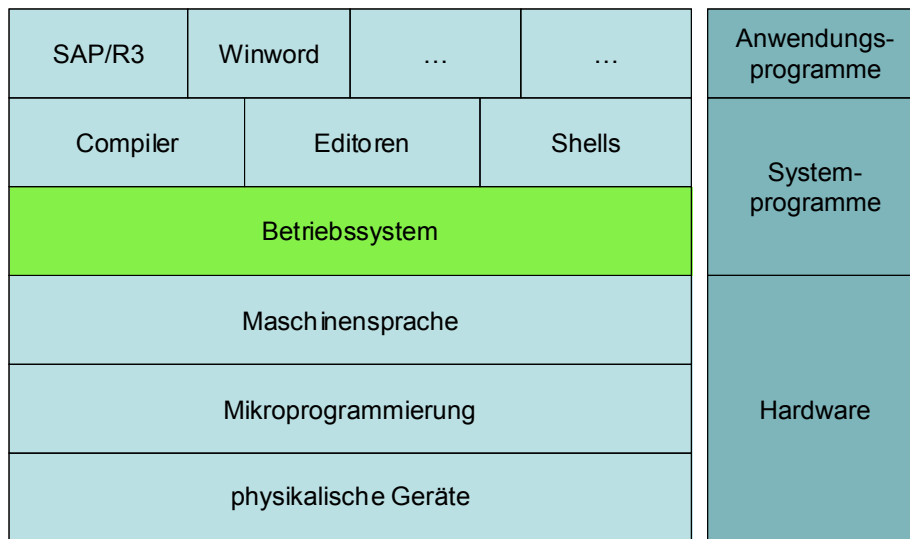 SAP/R3 Winword … … Anwendungs-
programme
Compiler Editoren Shells
System-
programme
Betriebssystem
Maschinensprache
Mikroprogrammierung Hardware
physikalische Geräte